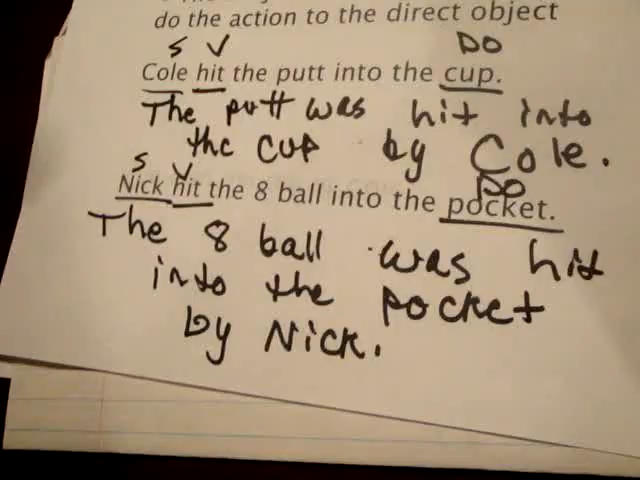 do the action to the direct object
S V DO
Cole hit the putt into the cup.
The putt was hit into
the cup by Cole.
S V DO
Nick hit the 8 ball into the pocket.
The 8 ball was hit
into the pocket
by Nick.